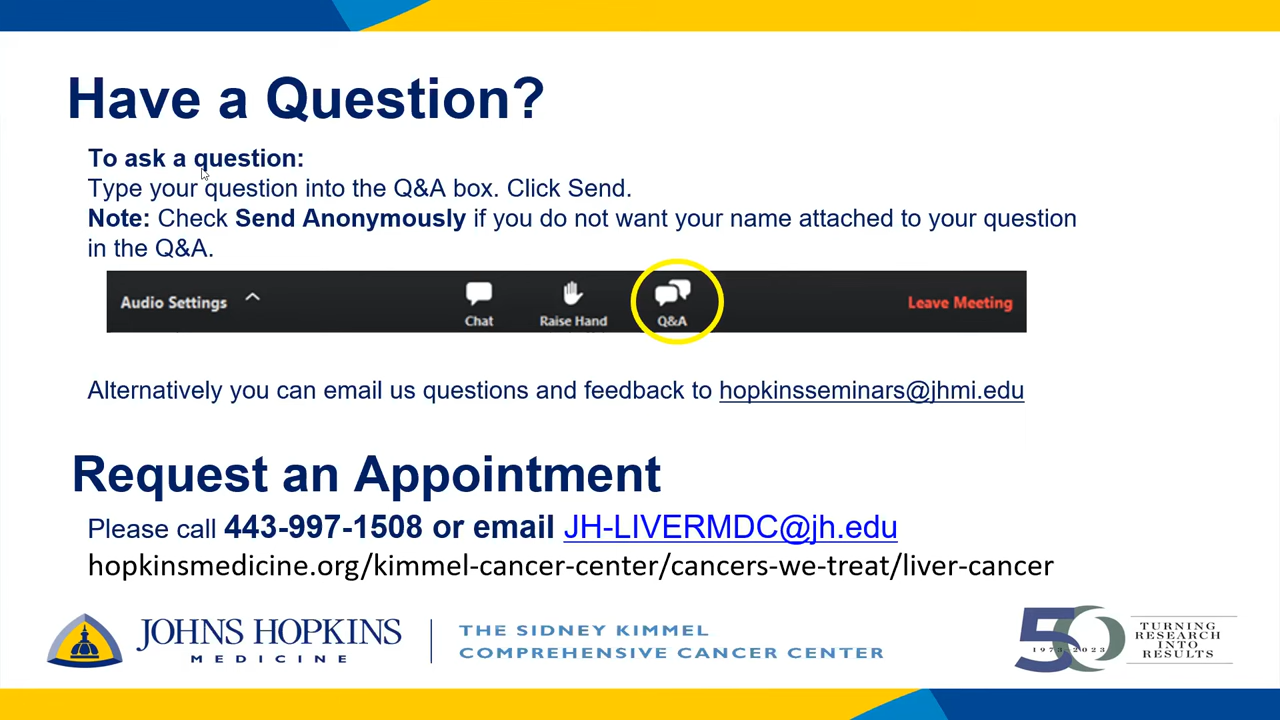 Have a Question?
To ask a question:
Type your question into the Q&A box. Click Send.
Note: Check Send Anonymously if you do not want your name attached to your question
in the Q&A.
Audio Settings
Chat
Raise Hand
Q&A
Leave Meeting
Alternatively you can email us questions and feedback to hopkinsseminars@jhmi.edu
Request an Appointment
Please call 443-997-1508 or email JH-LIVERMDC@jh.edu
hopkinsmedicine.org/kimmel-cancer-center/cancers-we-treat/liver-cancer
JOHNS HOPKINS
MEDICINE
THE SIDNEY KIMMEL
COMPREHENSIVE CANCER CENTER
50
1973-2023
TURNING
RESEARCH
INTO
RESULTS